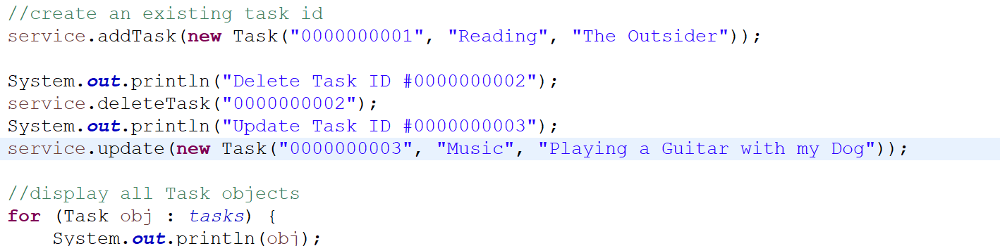 //create an existing task id
service.addTask(new Task("0000000001", "Reading", "The Outsider"));
System.out.println("Delete Task ID #0000000002");
service.deleteTask("0000000002");
System.out.println("Update Task ID #0000000003");
service.update(new Task("0000000003", "Music", "Playing a Guitar with my Dog"));
//display all Task objects
for (Task obj : tasks) {
System.out.println(obj);